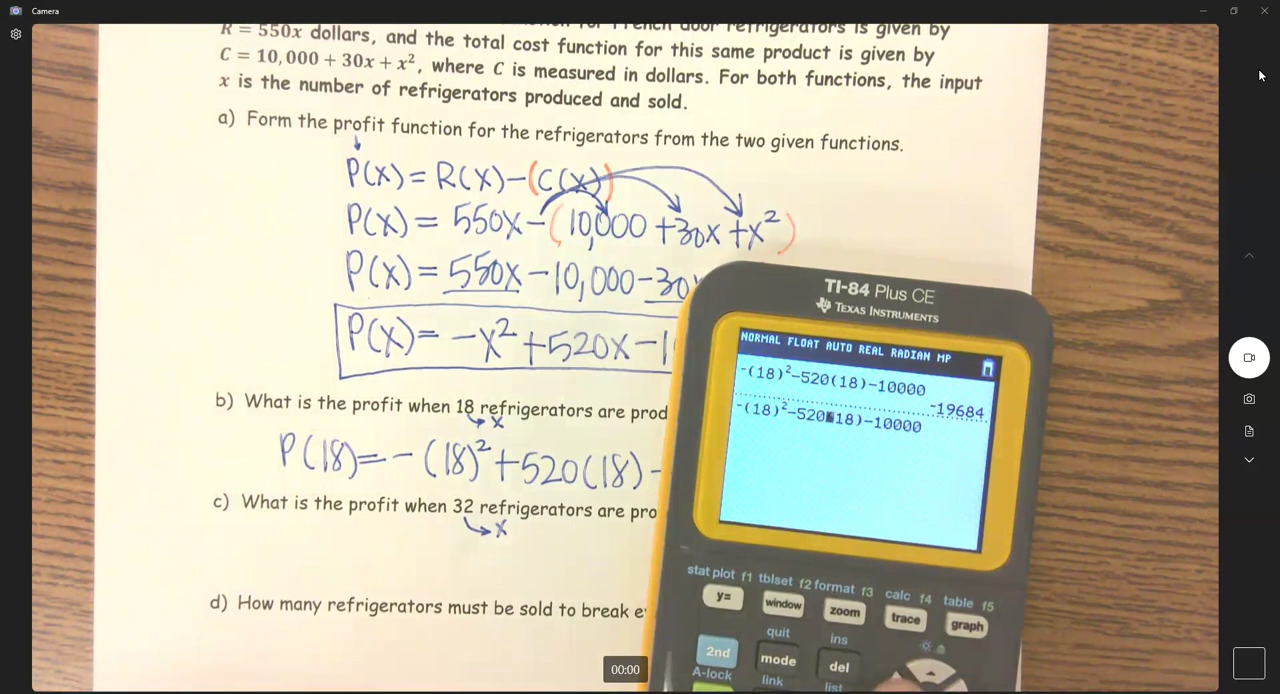 Camera
R = 550x dollars, and the total cost function for this same product is given by
C = 10,000 + 30x + x², where C is measured in dollars. For both functions, the input
x is the number of refrigerators produced and sold.
a) Form the profit function for the refrigerators from the two given functions.
P(x) = R(x) - (C(x))
P(x) = 550x - (10,000 + 30x + x²)
P(x) = 550x - 10,000 - 30
P(x) = -x² + 520x - 1
b) What is the profit when 18 refrigerators are prod
x
P(18) = -(18)² + 520(18) -
c) What is the profit when 32 refrigerators are pro
x
d) How many refrigerators must be sold to break e
TI-84 Plus CE
TEXAS INSTRUMENTS
NORMAL FLOAT AUTO REAL RADIAN MP
-(18)²-520(18)-10000
-19684
-(18)²-520 18)-10000
stat plot f1 tblset f2 format f3 calc f4 table f5
y= window zoom trace graph
quit ins
2nd mode del
A-lock link list
00:00